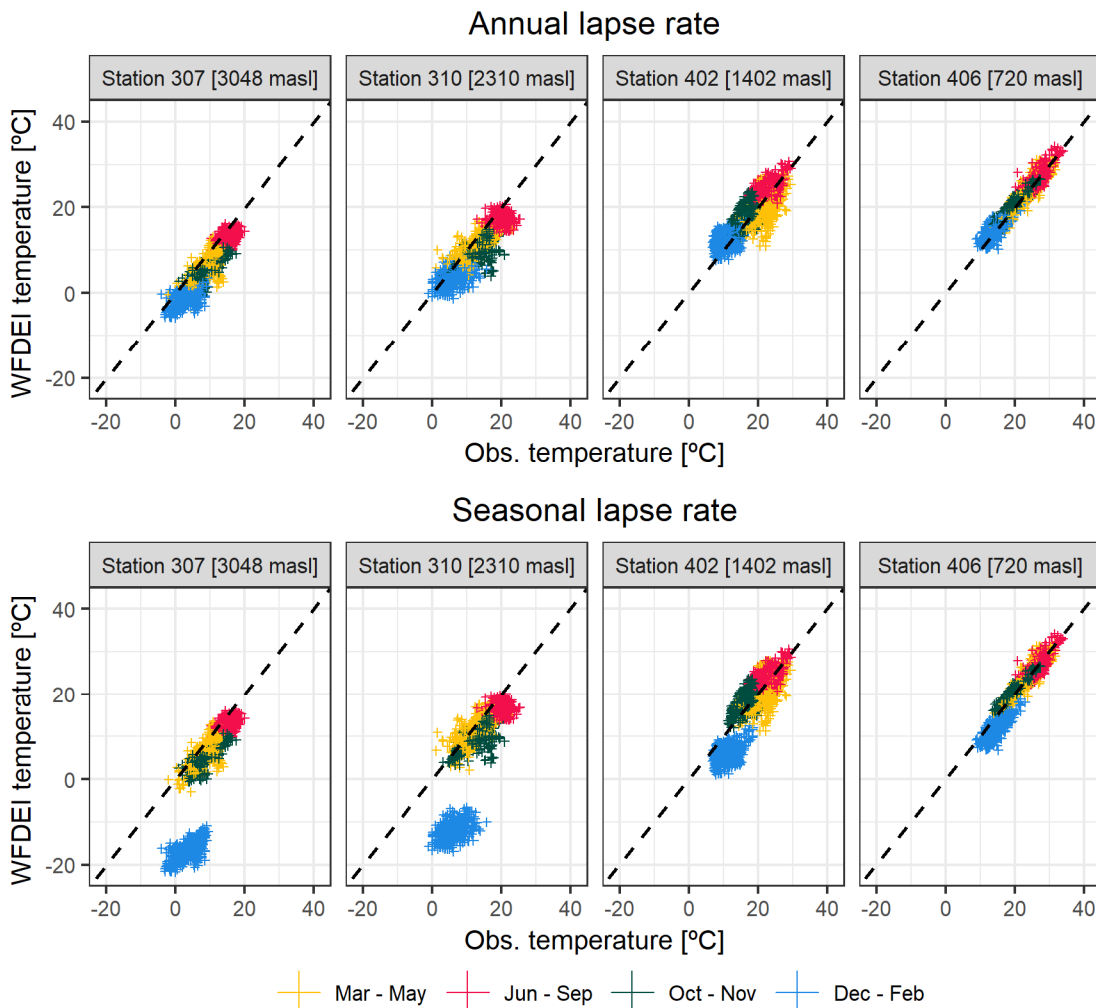 Annual lapse rate
Station 307 [3048 masl] Station 310 [2310 masl] Station 402 [1402 masl] Station 406 [720 masl]
WFDEI temperature [ºC]
40
20
0
-20
-20 0 20 40 -20 0 20 40 -20 0 20 40 -20 0 20 40
Obs. temperature [ºC]
Seasonal lapse rate
Station 307 [3048 masl] Station 310 [2310 masl] Station 402 [1402 masl] Station 406 [720 masl]
WFDEI temperature [ºC]
40
20
0
-20
-20 0 20 40 -20 0 20 40 -20 0 20 40 -20 0 20 40
Obs. temperature [ºC]
Mar - May Jun - Sep Oct - Nov Dec - Feb